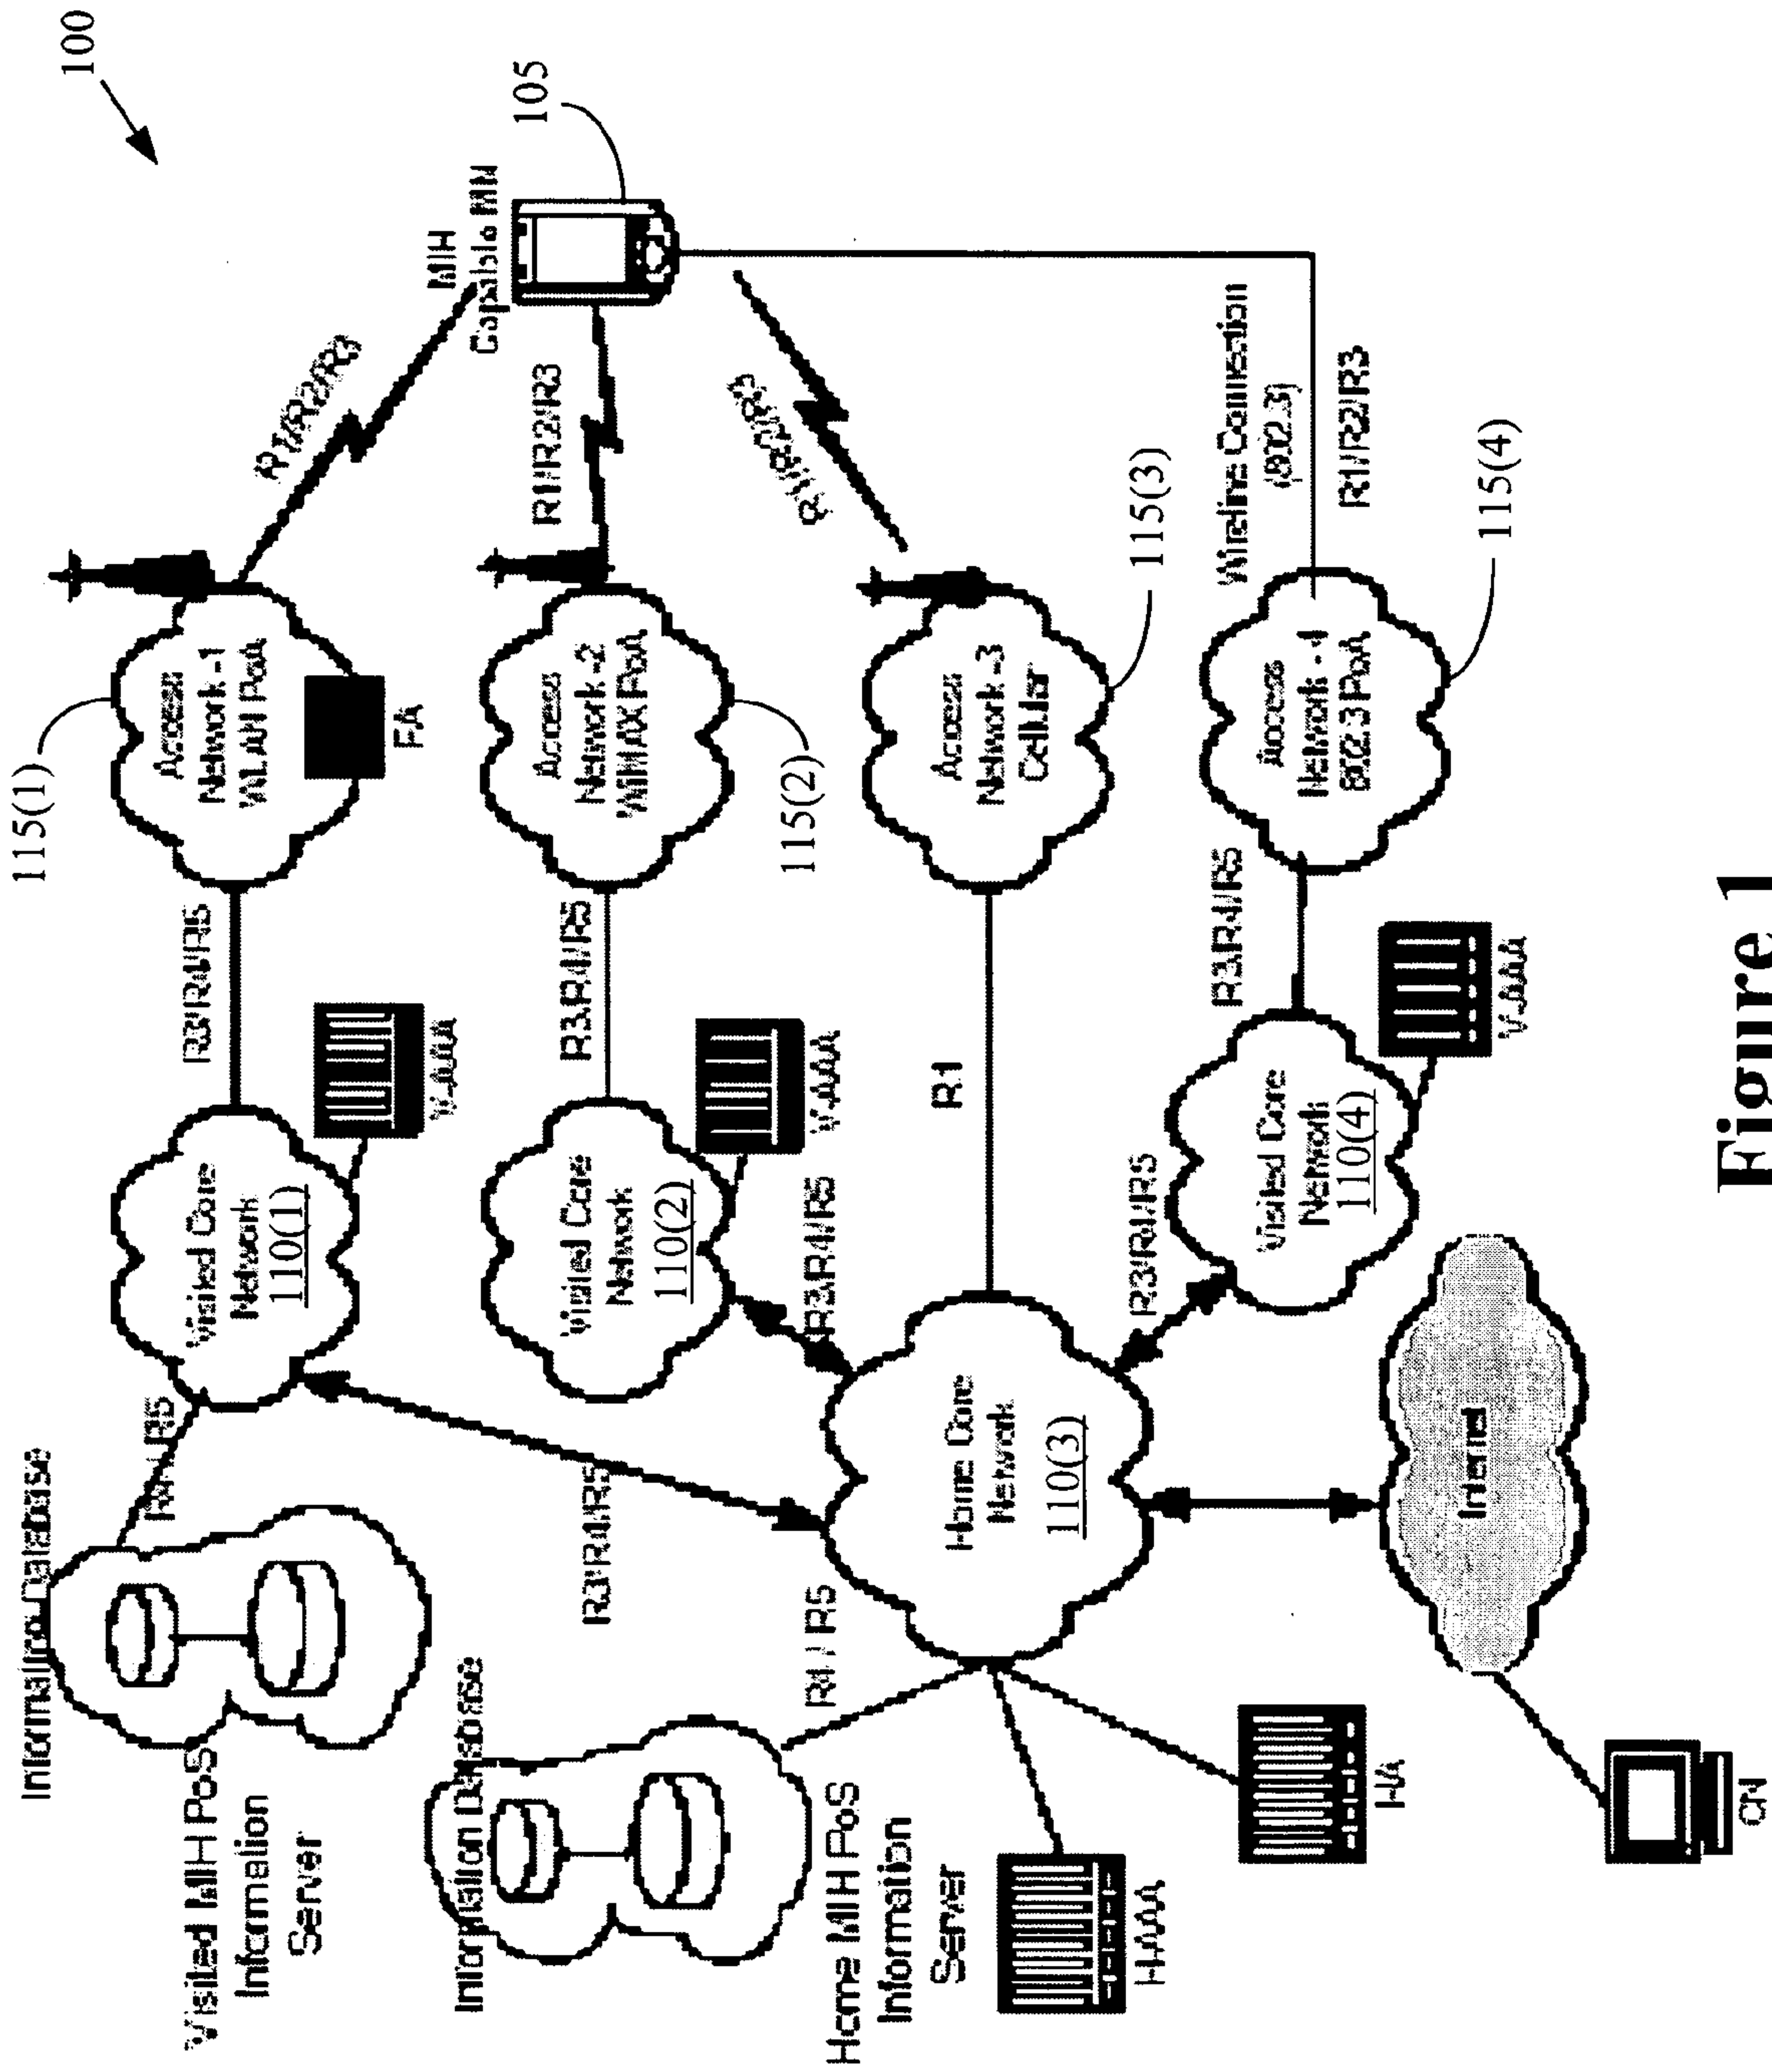 100
105
MIH
Capable MN
R1/R2/R3
R1/R2/R3
R1/R2/R3
Wireline Connection
(802.3)
R1/R2/R3
115(1)
Access
Network -1
WLAN PoA
FA
Access
Network -2
WiMAX PoA
115(2)
Access
Network -3
Cellular
115(3)
Access
Network - 4
802.3 PoA
115(4)
R3/R4/R5
R3/R4/R5
R1
R3/R4/R5
Visited Core
Network
110(1)
V-AAA
Visited Core
Network
110(2)
V-AAA
Visited Core
Network
110(4)
V-AAA
R3/R4/R5
R3/R4/R5
R3/R4/R5
R4 / R5
R4 / R5
Home Core
Network
110(3)
Internet
Information Database
Visited MIH PoS
Information
Server
Information Database
Home MIH PoS
Information
Server
HAAA
HA
CN
Figure 1